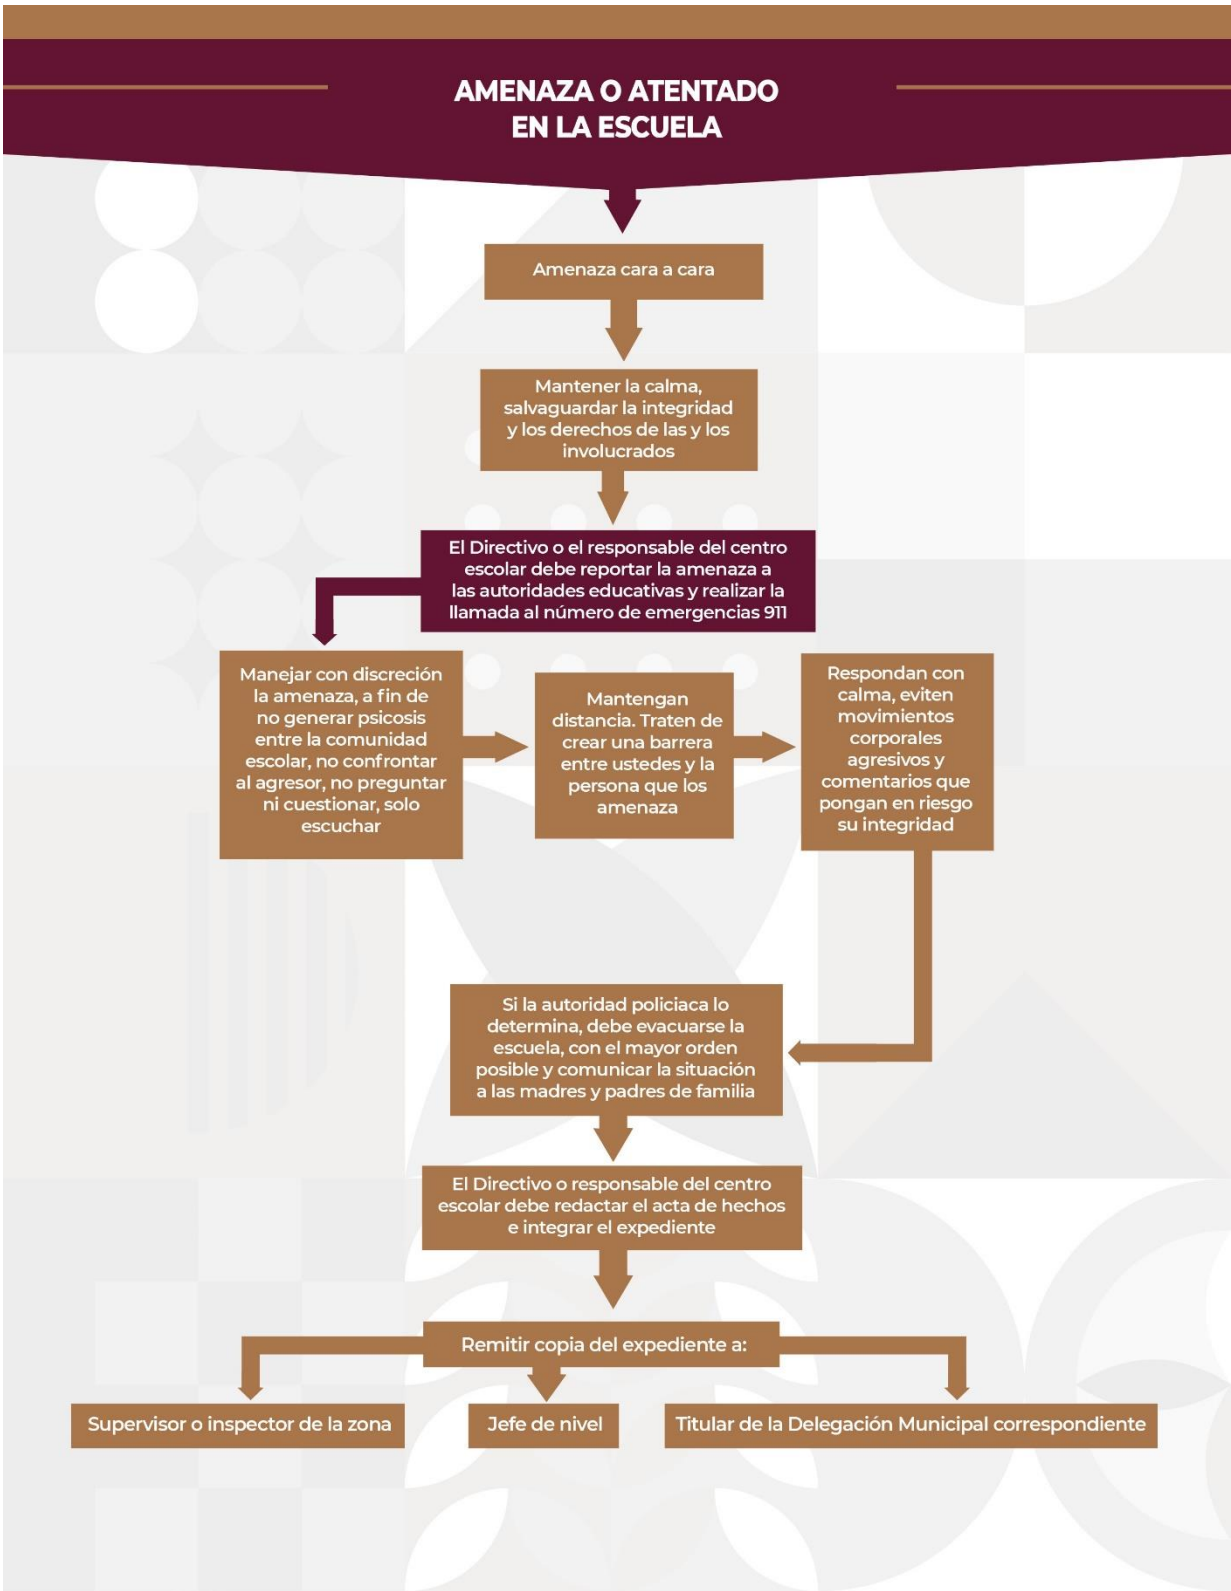 AMENAZA O ATENTADO
EN LA ESCUELA
Amenaza cara a cara
Mantener la calma,
salvaguardar la integridad
y los derechos de las y los
involucrados
El Directivo o el responsable del centro
escolar debe reportar la amenaza a
las autoridades educativas y realizar la
llamada al número de emergencias 911
Manejar con discreción
la amenaza, a fin de
no generar psicosis
entre la comunidad
escolar, no confrontar
al agresor, no preguntar
ni cuestionar, solo
escuchar
Mantengan
distancia. Traten de
crear una barrera
entre ustedes y la
persona que los
amenaza
Respondan con
calma, eviten
movimientos
corporales
agresivos y
comentarios que
pongan en riesgo
su integridad
Si la autoridad policiaca lo
determina, debe evacuarse la
escuela, con el mayor orden
posible y comunicar la situación
a las madres y padres de familia
El Directivo o responsable del centro
escolar debe redactar el acta de hechos
e integrar el expediente
Remitir copia del expediente a:
Supervisor o inspector de la zona
Jefe de nivel
Titular de la Delegación Municipal correspondiente